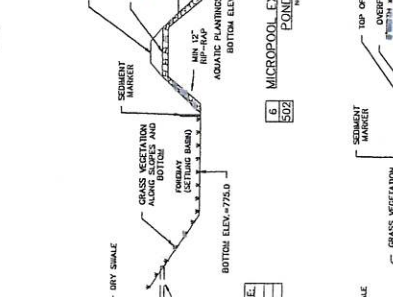 DRY SWALE
GRASS VEGETATION
ALONG SLOPES AND
BOTTOM
SEDIMENT
MARKER
FOREBAY
(SETTLING BASIN)
BOTTOM ELEV.=775.0
MIN 12"
RIP-RAP
AQUATIC PLANTINGS
BOTTOM ELEV
6
502
MICROPOOL EX
POND
SEDIMENT
MARKER
TOP OF
OVERF
GRASS VEGETATION